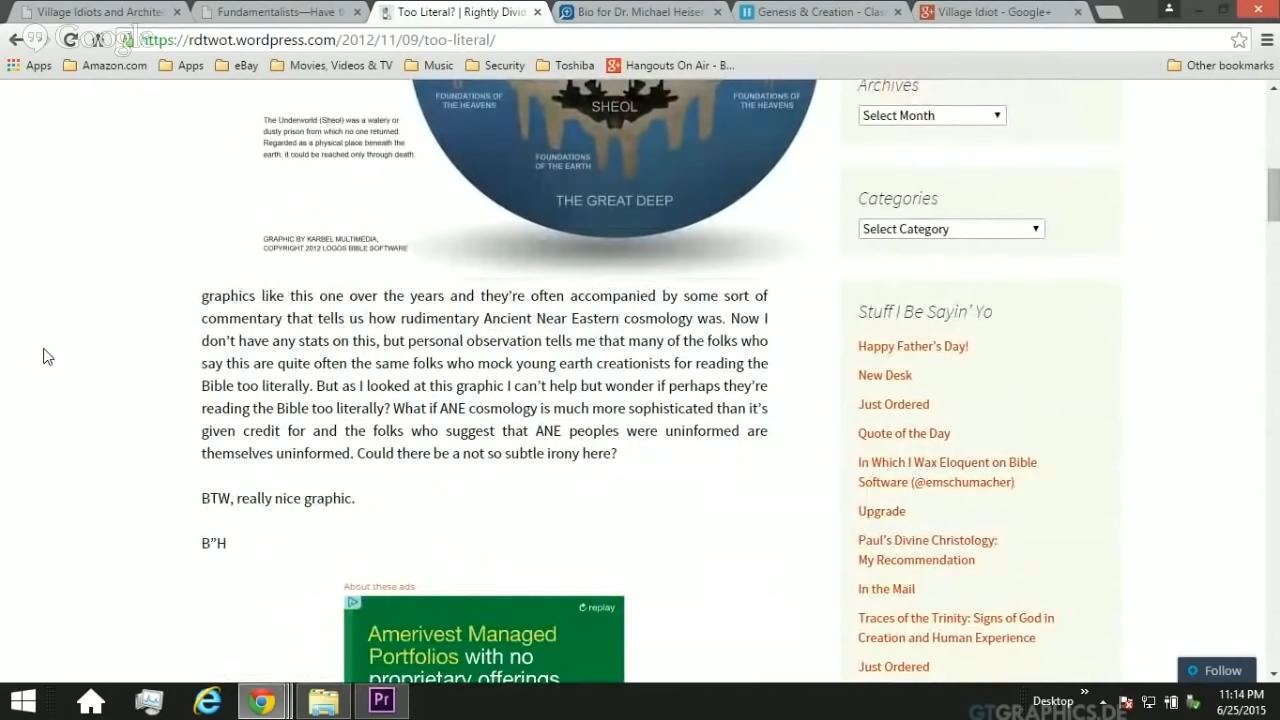 Village Idiots and Archite
Fundamentalists—Have t
Too Literal? | Rightly Divid
Bio for Dr. Michael Heiser
Genesis & Creation - Clas
Village Idiot - Google+
https://rdtwot.wordpress.com/2012/11/09/too-literal/
Apps
Amazon.com
Apps
eBay
Movies, Videos & TV
Music
Security
Toshiba
Hangouts On Air - B...
Other bookmarks
FOUNDATIONS OF
THE HEAVENS
SHEOL
FOUNDATIONS OF
THE HEAVENS
The Underworld (Sheol) was a watery or
dusty prison from which no one returned.
Regarded as a physical place beneath the
earth, it could be reached only through death.
FOUNDATIONS
OF THE EARTH
THE GREAT DEEP
GRAPHIC BY KARBEL MULTIMEDIA,
COPYRIGHT 2012 LOGOS BIBLE SOFTWARE
graphics like this one over the years and they're often accompanied by some sort of
commentary that tells us how rudimentary Ancient Near Eastern cosmology was. Now I
don't have any stats on this, but personal observation tells me that many of the folks who
say this are quite often the same folks who mock young earth creationists for reading the
Bible too literally. But as I looked at this graphic I can't help but wonder if perhaps they're
reading the Bible too literally? What if ANE cosmology is much more sophisticated than it's
given credit for and the folks who suggest that ANE peoples were uninformed are
themselves uninformed. Could there be a not so subtle irony here?
BTW, really nice graphic.
B”H
About these ads
replay
Amerivest Managed
Portfolios with no
proprietary offerings
Archives
Select Month
Categories
Select Category
Stuff I Be Sayin' Yo
Happy Father's Day!
New Desk
Just Ordered
Quote of the Day
In Which I Wax Eloquent on Bible
Software (@emschumacher)
Upgrade
Paul's Divine Christology:
My Recommendation
In the Mail
Traces of the Trinity: Signs of God in
Creation and Human Experience
Just Ordered
Follow
Pr
Desktop
11:14 PM
6/25/2015
GTGRAPHICS.DE